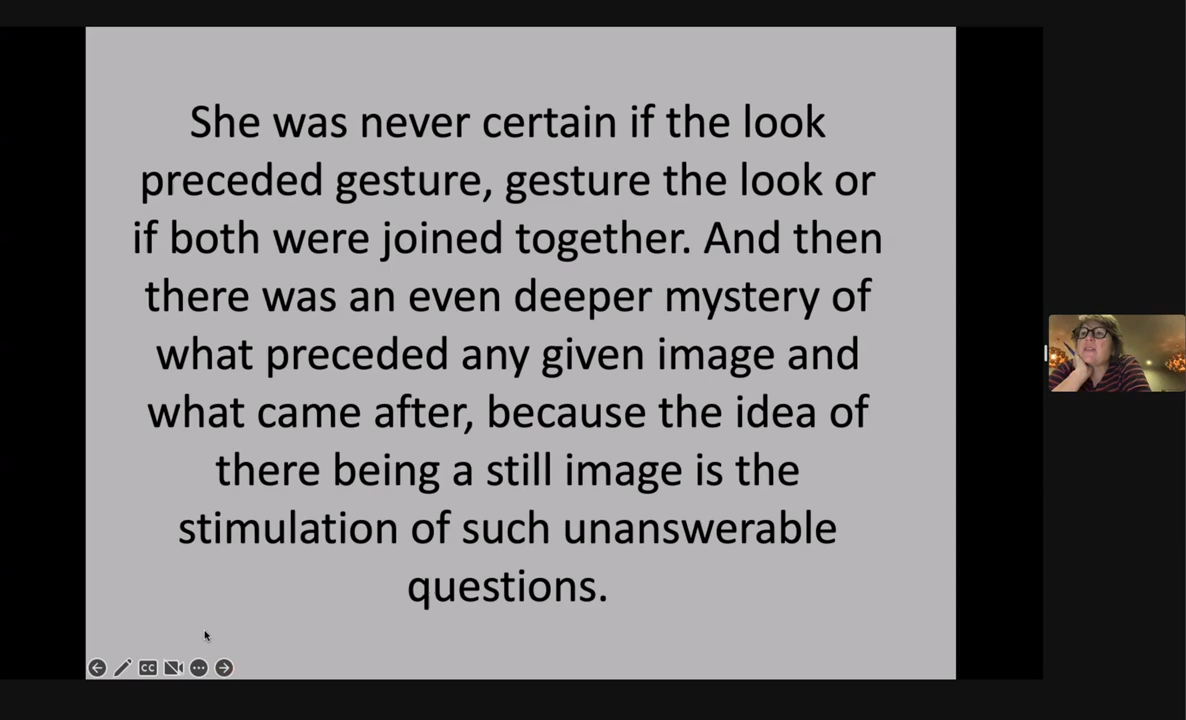 She was never certain if the look
preceded gesture, gesture the look or
if both were joined together. And then
there was an even deeper mystery of
what preceded any given image and
what came after, because the idea of
there being a still image is the
stimulation of such unanswerable
questions.
CC